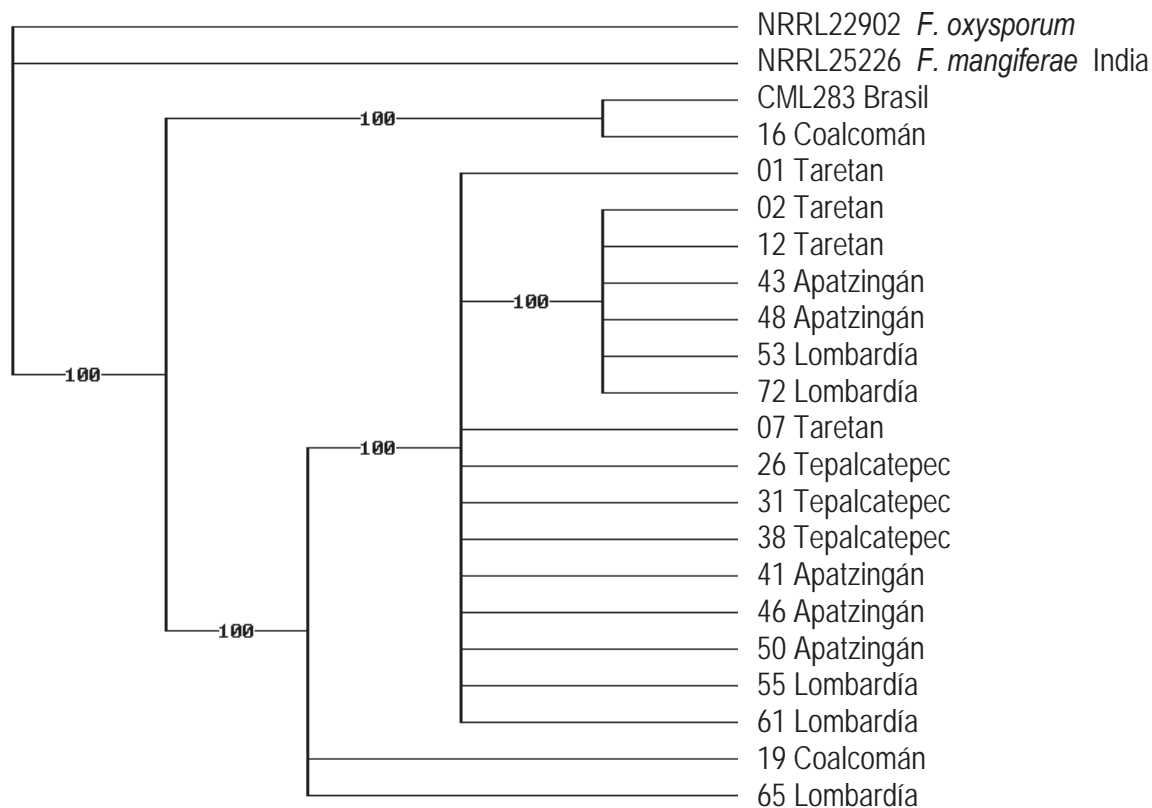 NRRL22902 F. oxysporum
NRRL25226 F. mangiferae India
CML283 Brasil
100
16 Coalcomán
01 Taretan
02 Taretan
12 Taretan
43 Apatzingán
100
48 Apatzingán
53 Lombardía
100
72 Lombardía
07 Taretan
100
26 Tepalcatepec
31 Tepalcatepec
38 Tepalcatepec
41 Apatzingán
46 Apatzingán
100
50 Apatzingán
55 Lombardía
61 Lombardía
19 Coalcomán
65 Lombardía